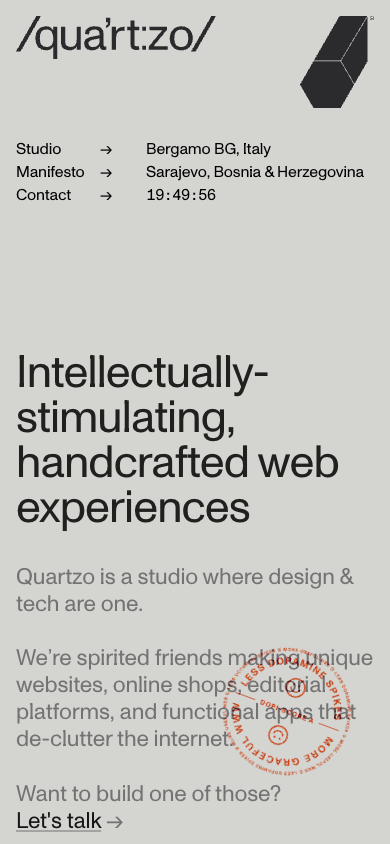 /qua’rt:zo/
®
Studio → Bergamo BG, Italy
Manifesto → Sarajevo, Bosnia & Herzegovina
Contact → 19:49:56
Intellectually-
stimulating,
handcrafted web
experiences
Quartzo is a studio where design &
tech are one.
We’re spirited friends making unique
websites, online shops, editorial
platforms, and functional apps that
de-clutter the internet.
LESS DOPAMINE SPIKES
MORE GRACEFUL
Want to build one of those?
Let's talk →